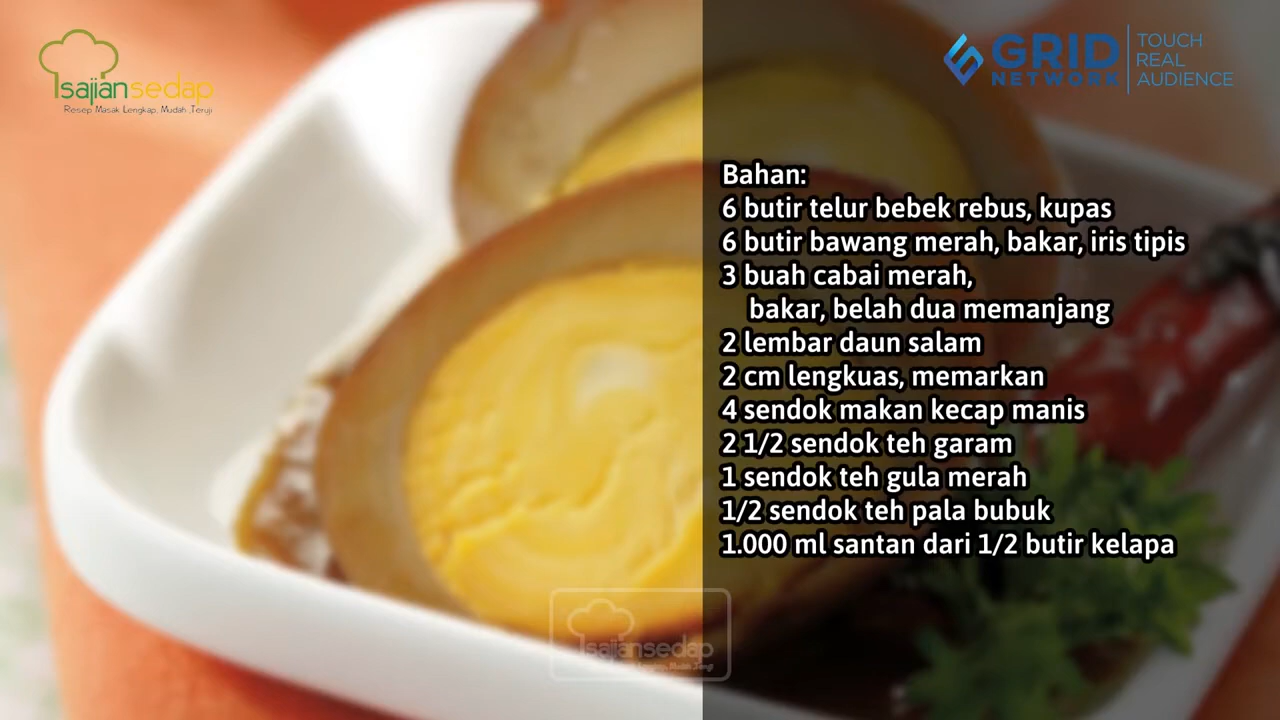 sajiansedap
Resep Masak Lengkap, Mudah ,Teruji
GRID
NETWORK
TOUCH
REAL
AUDIENCE
Bahan:
6 butir telur bebek rebus, kupas
6 butir bawang merah, bakar, iris tipis
3 buah cabai merah,
bakar, belah dua memanjang
2 lembar daun salam
2 cm lengkuas, memarkan
4 sendok makan kecap manis
2 1/2 sendok teh garam
1 sendok teh gula merah
1/2 sendok teh pala bubuk
1.000 ml santan dari 1/2 butir kelapa
sajiansedap
Lengkap, Mudah ,Teruji